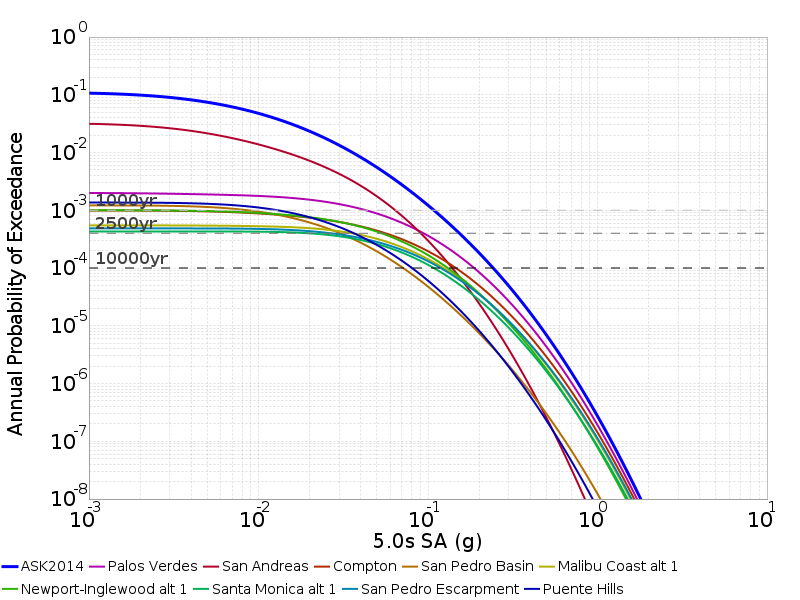 10^0
10^-1
10^-2
10^-3
10^-4
10^-5
10^-6
10^-7
10^-8
Annual Probability of Exceedance
1000yr
2500yr
10000yr
10^-3 10^-2 10^-1 10^0 10^1
5.0s SA (g)
ASK2014 Palos Verdes San Andreas Compton San Pedro Basin Malibu Coast alt 1
Newport-Inglewood alt 1 Santa Monica alt 1 San Pedro Escarpment Puente Hills